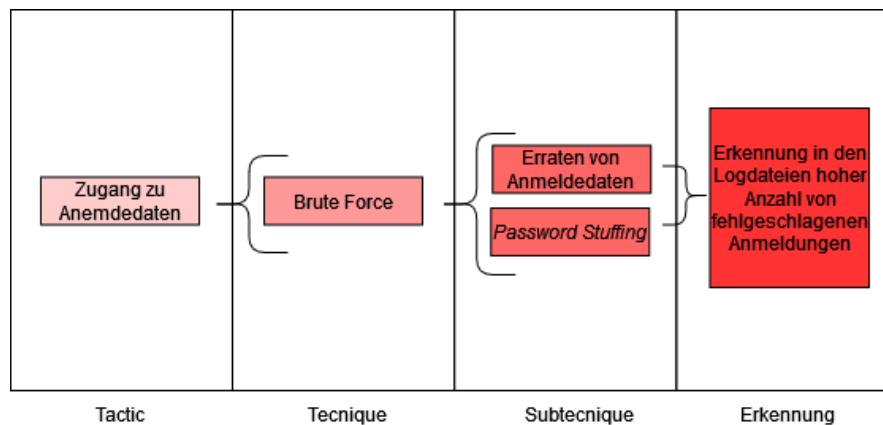 Zugang zu
Anemdedaten
Brute Force
Erraten von
Anmeldedaten
Password Stuffing
Erkennung in den
Logdateien hoher
Anzahl von
fehlgeschlagenen
Anmeldungen
Tactic
Tecnique
Subtecnique
Erkennung